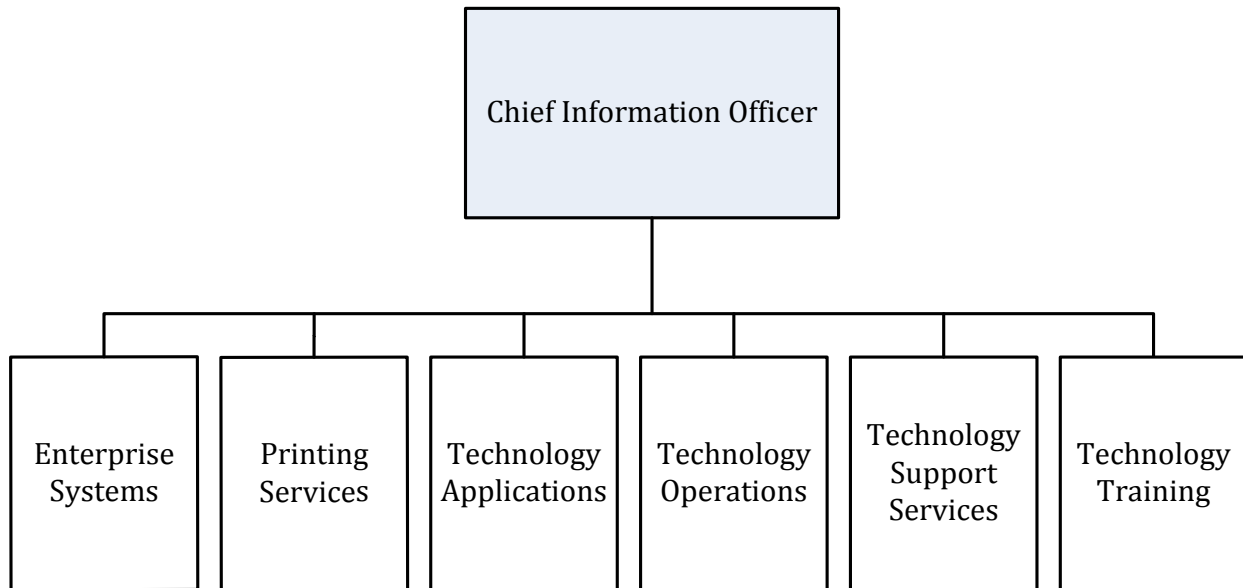 Chief Information Officer
Enterprise
Systems
Printing
Services
Technology
Applications
Technology
Operations
Technology
Support
Services
Technology
Training